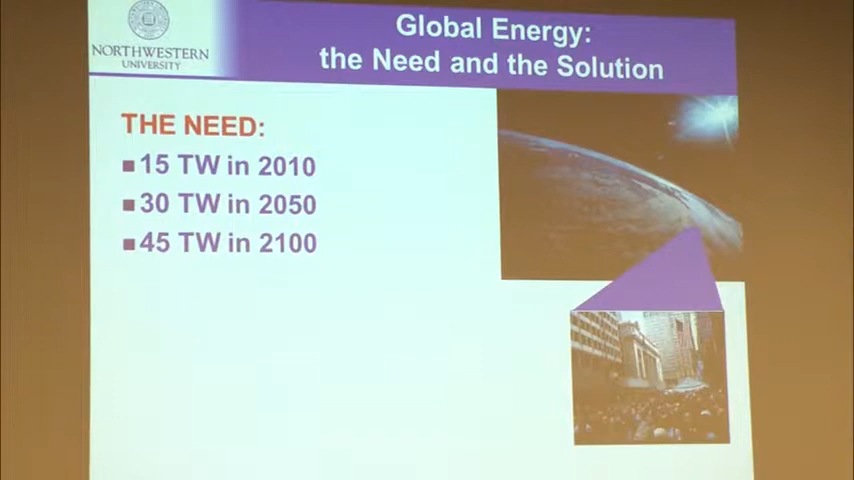 NORTHWESTERN
UNIVERSITY
Global Energy:
the Need and the Solution
THE NEED:
■15 TW in 2010
■30 TW in 2050
■45 TW in 2100